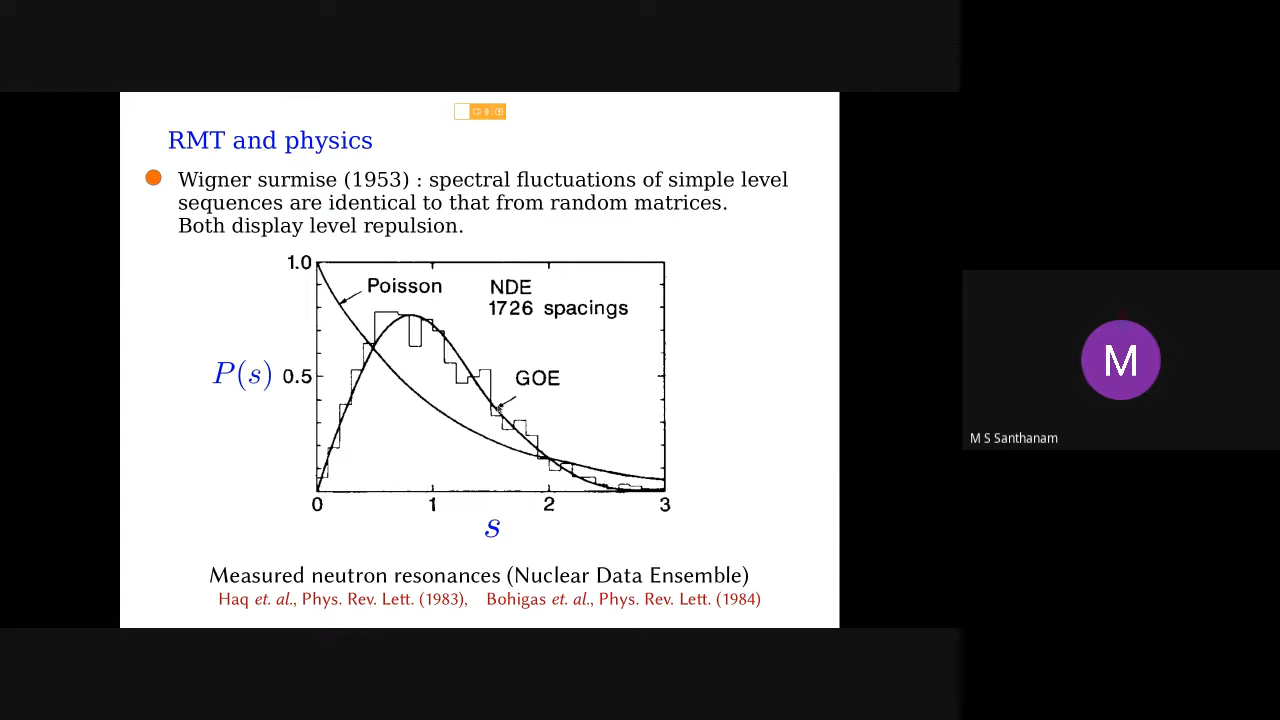 RMT and physics
Wigner surmise (1953) : spectral fluctuations of simple level
sequences are identical to that from random matrices.
Both display level repulsion.
1.0
Poisson
NDE
1726 spacings
P(s)
0.5
GOE
0 1 2 3
s
Measured neutron resonances (Nuclear Data Ensemble)
Haq et. al., Phys. Rev. Lett. (1983), Bohigas et. al., Phys. Rev. Lett. (1984)
M
M S Santhanam